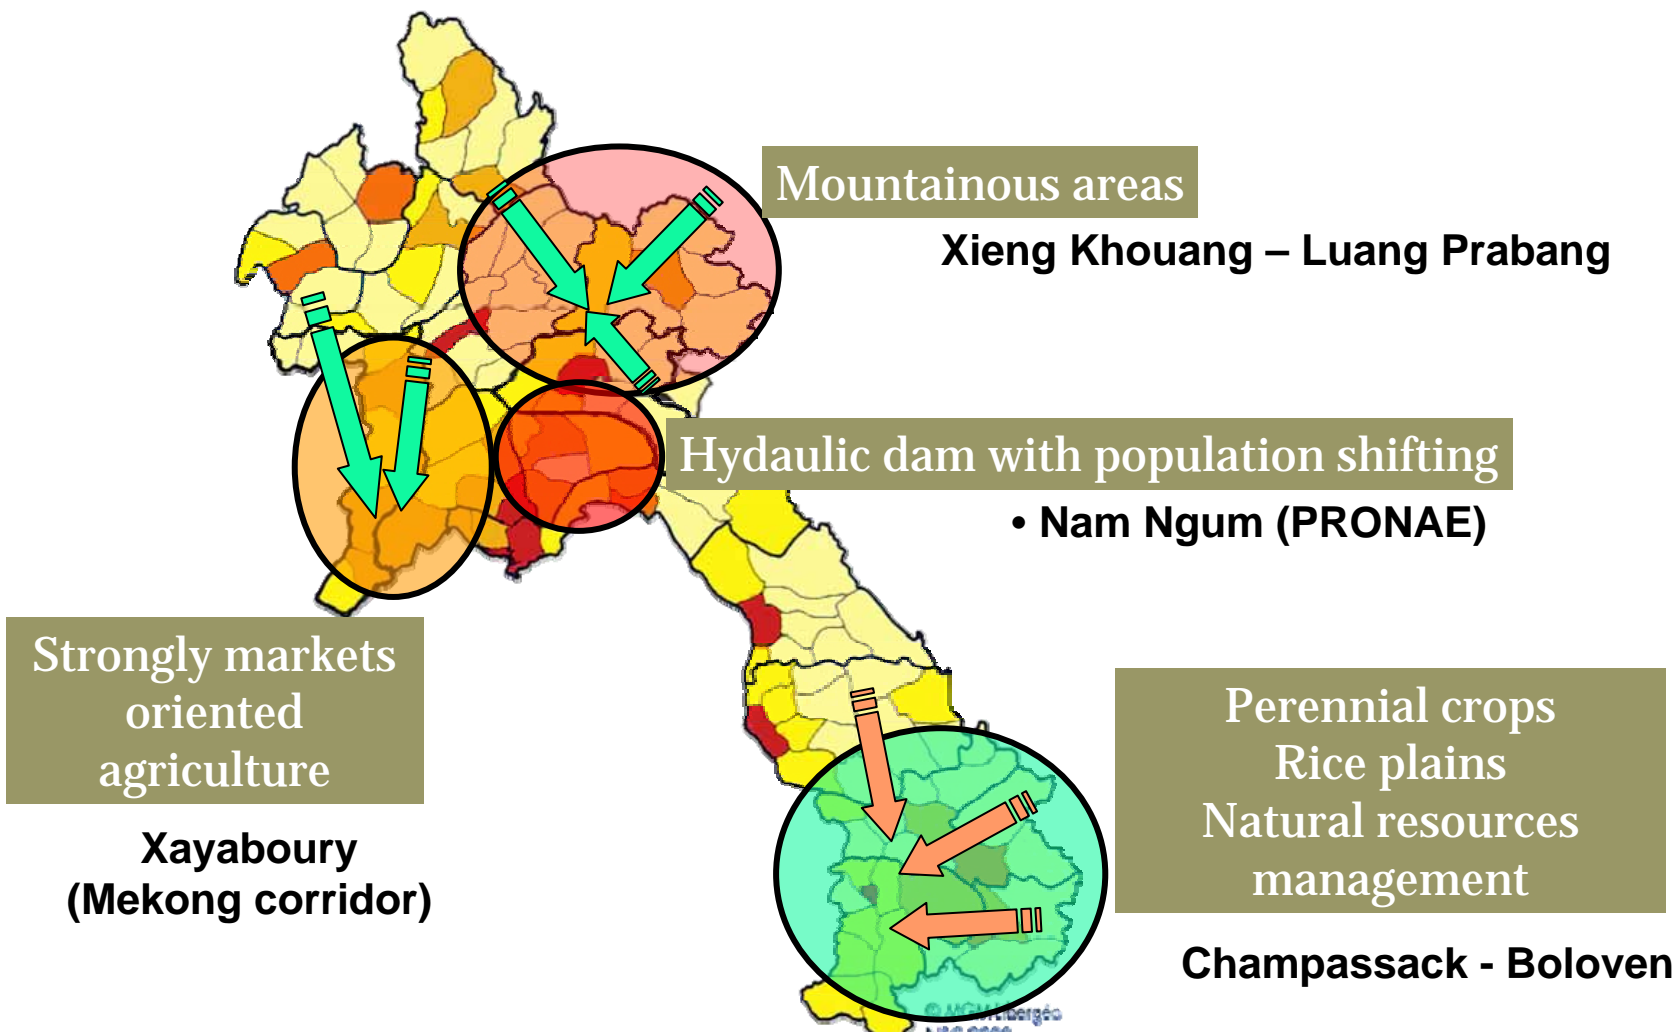 Mountainous areas
Xieng Khouang – Luang Prabang
Hydaulic dam with population shifting
• Nam Ngum (PRONAE)
Strongly markets
oriented
agriculture
Xayaboury
(Mekong corridor)
Perennial crops
Rice plains
Natural resources
management
Champassack - Boloven